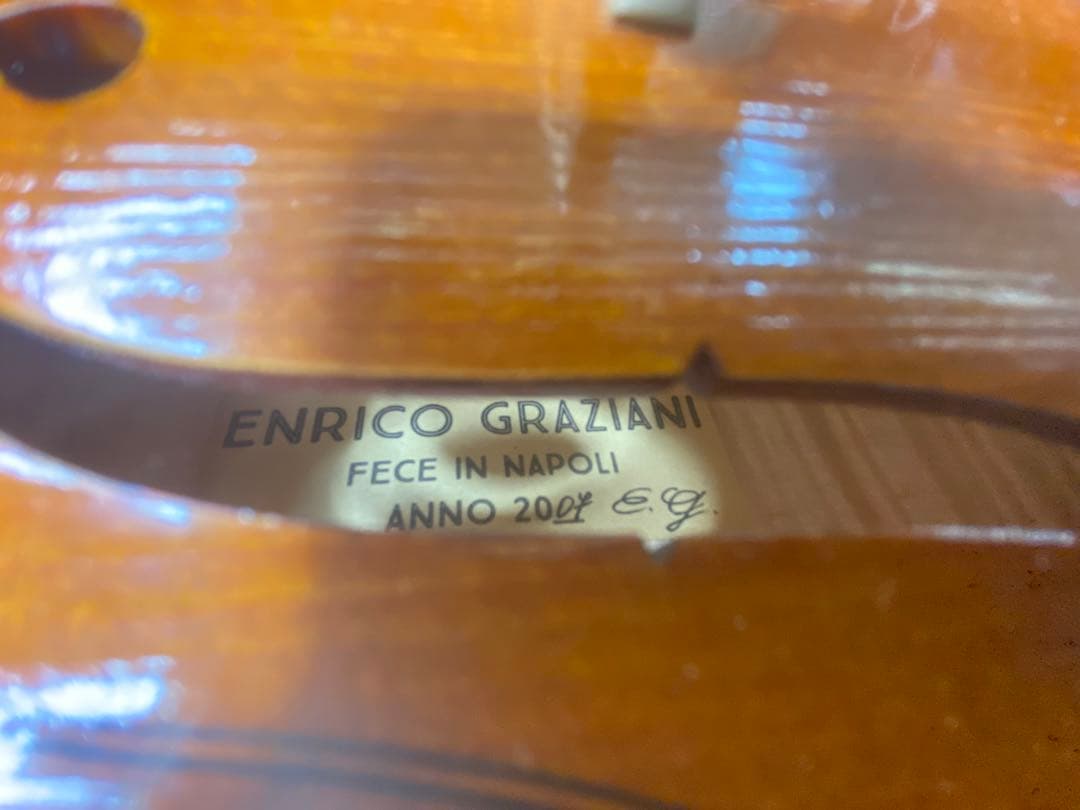 ENRICO GRAZIANI
FECE IN NAPOLI
ANNO 2007 E.G.